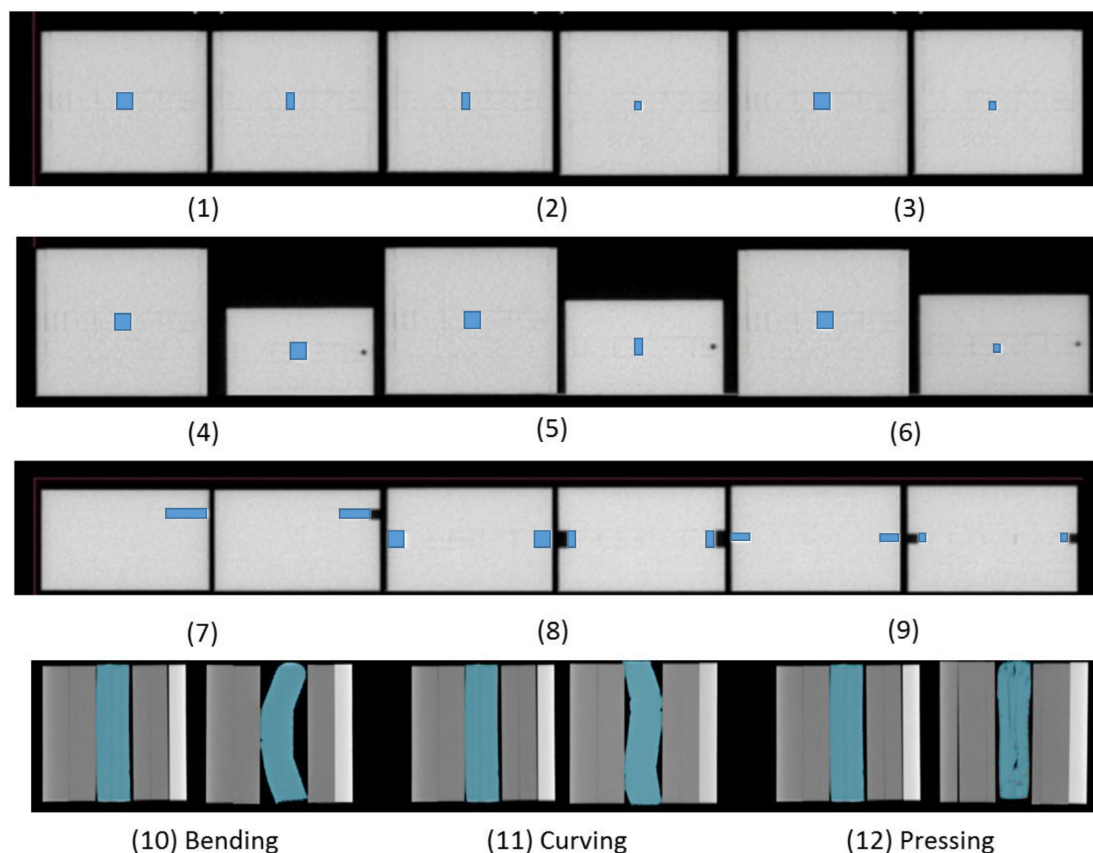 (1) (2) (3)
(4) (5) (6)
(7) (8) (9)
(10) Bending (11) Curving (12) Pressing